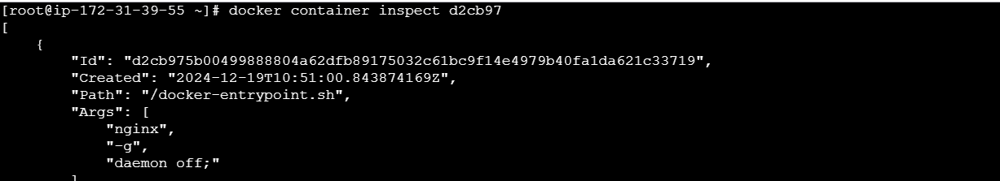 [root@ip-172-31-39-55 ~]# docker container inspect d2cb97
[
    {
        "Id": "d2cb975b00499888804a62dfb89175032c61bc9f14e4979b40fa1da621c33719",
        "Created": "2024-12-19T10:51:00.843874169Z",
        "Path": "/docker-entrypoint.sh",
        "Args": [
            "nginx",
            "-g",
            "daemon off;"
        ]